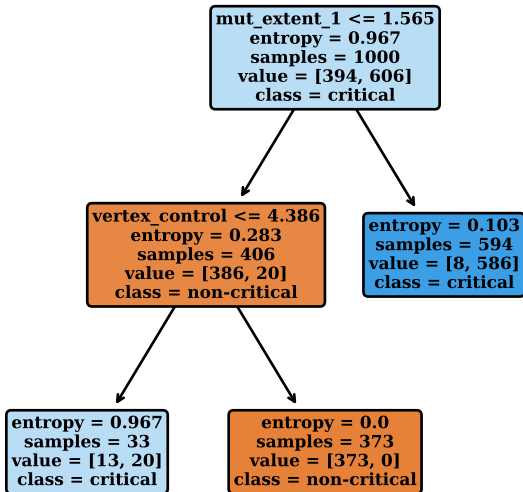 mut_extent_1 <= 1.565
entropy = 0.967
samples = 1000
value = [394, 606]
class = critical
vertex_control <= 4.386
entropy = 0.283
samples = 406
value = [386, 20]
class = non-critical
entropy = 0.103
samples = 594
value = [8, 586]
class = critical
entropy = 0.967
samples = 33
value = [13, 20]
class = critical
entropy = 0.0
samples = 373
value = [373, 0]
class = non-critical